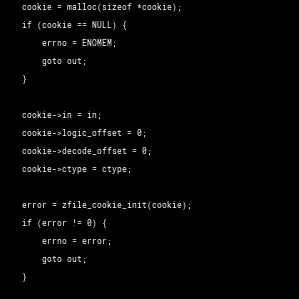 cookie = malloc(sizeof *cookie);
if (cookie == NULL) {
errno = ENOMEM;
goto out;
}
cookie->in = in;
cookie->logic_offset = 0;
cookie->decode_offset = 0;
cookie->ctype = ctype;
error = zfile_cookie_init(cookie);
if (error != 0) {
errno = error;
goto out;
}